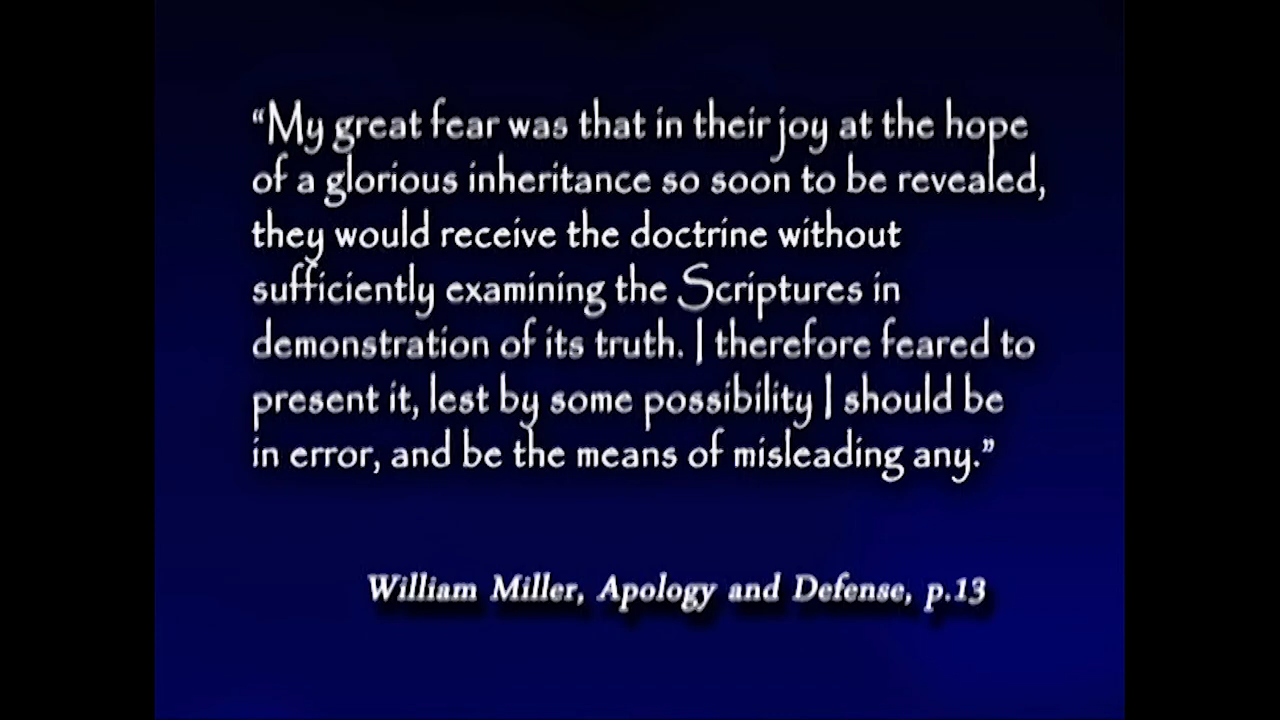 “My great fear was that in their joy at the hope
of a glorious inheritance so soon to be revealed,
they would receive the doctrine without
sufficiently examining the Scriptures in
demonstration of its truth. I therefore feared to
present it, lest by some possibility I should be
in error, and be the means of misleading any.”
William Miller, Apology and Defense, p.13